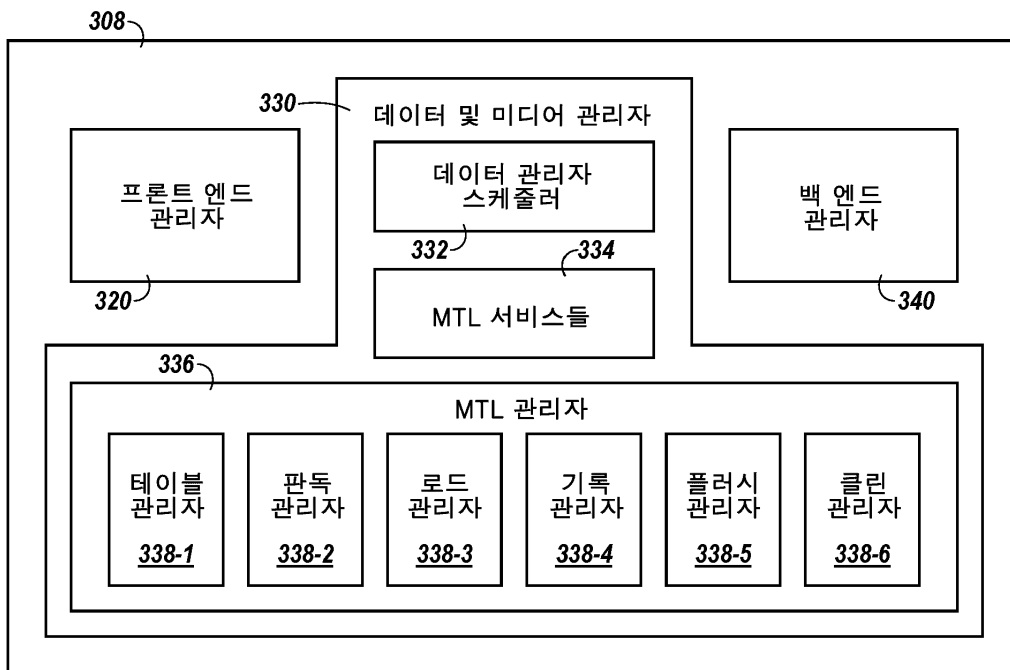 308
330
데이터 및 미디어 관리자
데이터 관리자
스케줄러
332
프론트 엔드
관리자
320
백 엔드
관리자
340
334
MTL 서비스들
336
MTL 관리자
테이블
관리자
338-1
판독
관리자
338-2
로드
관리자
338-3
기록
관리자
338-4
플러시
관리자
338-5
클린
관리자
338-6